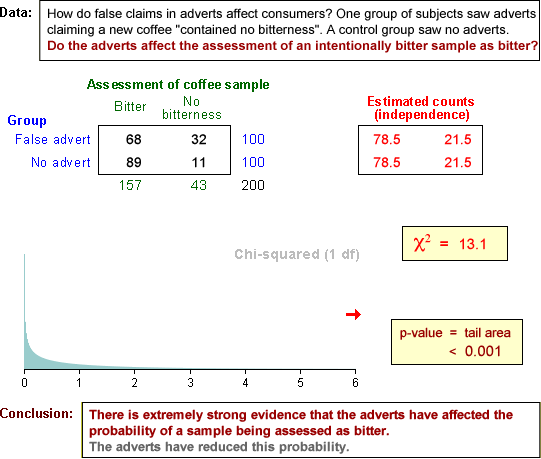 Data: How do false claims in adverts affect consumers? One group of subjects saw adverts
claiming a new coffee "contained no bitterness". A control group saw no adverts.
Do the adverts affect the assessment of an intentionally bitter sample as bitter?
Assessment of coffee sample
Bitter No
bitterness
Group
False advert 68 32 100
No advert 89 11 100
157 43 200
Estimated counts
(independence)
78.5 21.5
78.5 21.5
χ² = 13.1
Chi-squared (1 df)
p-value = tail area
< 0.001
0 1 2 3 4 5 6
Conclusion: There is extremely strong evidence that the adverts have affected the
probability of a sample being assessed as bitter.
The adverts have reduced this probability.